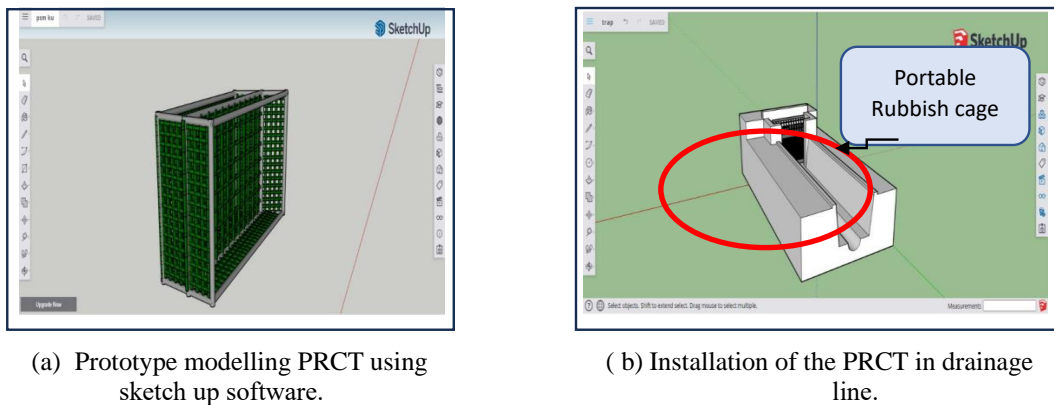 psm ku SAVED
SketchUp
Upgrade Now
trap SAVED
SketchUp
Portable
Rubbish cage
Select objects. Shift to extend select. Drag mouse to select multiple.
Measurements
(a) Prototype modelling PRCT using
sketch up software.
( b) Installation of the PRCT in drainage
line.